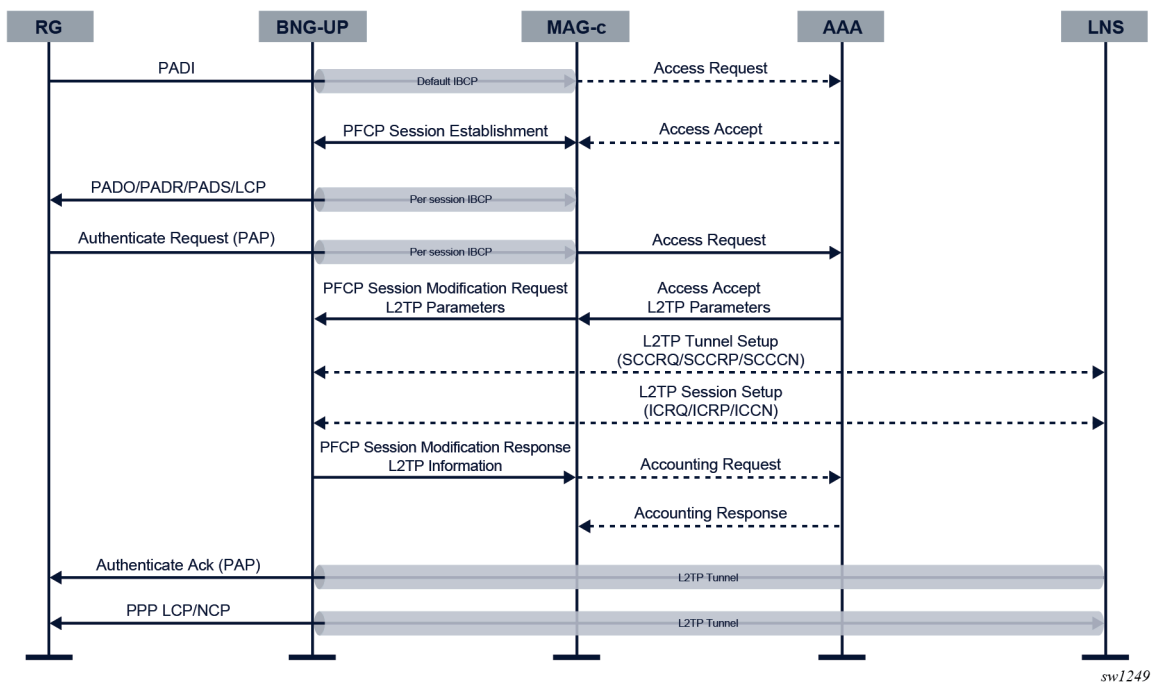 RG
BNG-UP
MAG-c
AAA
LNS
PADI
Default IBCP
Access Request
PFCP Session Establishment
Access Accept
PADO/PADR/PADS/LCP
Per session IBCP
Authenticate Request (PAP)
Per session IBCP
Access Request
PFCP Session Modification Request
L2TP Parameters
Access Accept
L2TP Parameters
L2TP Tunnel Setup
(SCCRQ/SCCRP/SCCCN)
L2TP Session Setup
(ICRQ/ICRP/ICCN)
PFCP Session Modification Response
L2TP Information
Accounting Request
Accounting Response
Authenticate Ack (PAP)
L2TP Tunnel
PPP LCP/NCP
L2TP Tunnel
sw1249